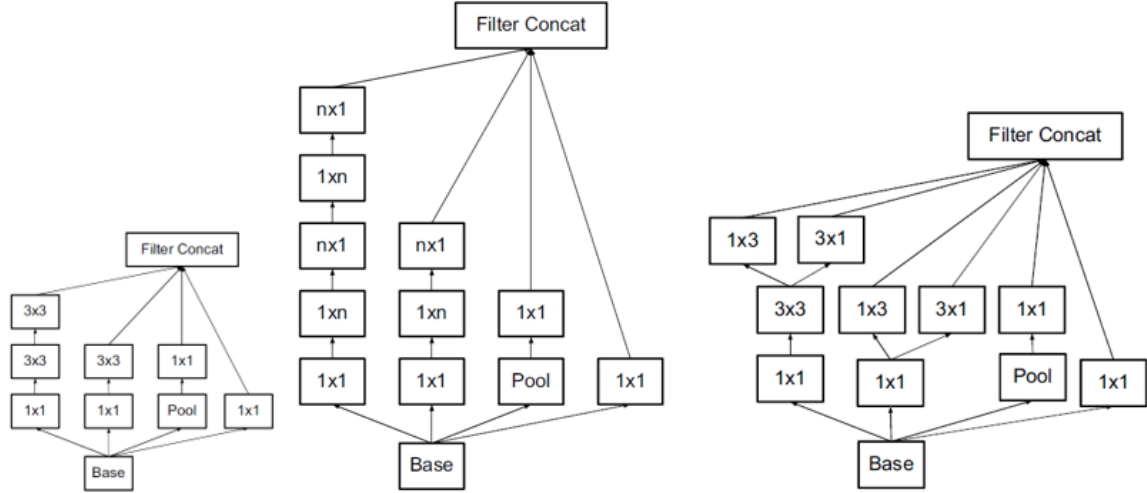 Filter Concat
3x3
3x3
3x3
1x1
1x1
1x1
Pool
1x1
Base
Filter Concat
nx1
1xn
nx1
nx1
1xn
1xn
1x1
1x1
1x1
Pool
1x1
Base
Filter Concat
1x3
3x1
3x3
1x3
3x1
1x1
1x1
1x1
Pool
1x1
Base